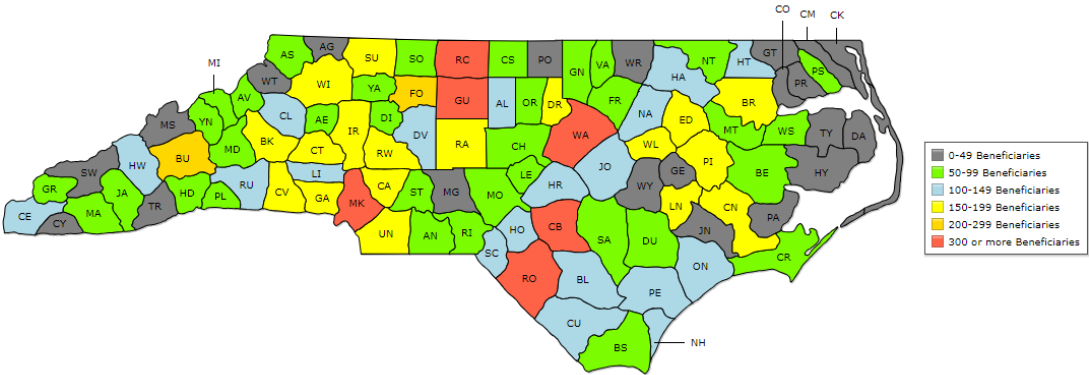 CO
CM
CK
AS
AG
SU
SO
RC
CS
PO
GN
VA
WR
NT
HT
GT
MI
WT
WI
YA
FO
GU
AL
OR
DR
FR
HA
BR
PR
PS
AV
YN
CL
AE
IR
DI
DV
WA
NA
ED
MT
WS
TY
DA
MS
MD
BK
CT
RW
RA
CH
JO
WL
PI
BE
HY
SW
HW
BU
LI
LE
HR
WY
GE
GR
JA
HD
PL
RU
CV
GA
CA
ST
MG
MO
LN
CN
PA
CE
CY
MA
TR
MK
UN
AN
RI
HO
CB
SA
DU
JN
CR
SC
RO
BL
PE
ON
CU
BS
NH
0-49 Beneficiaries
50-99 Beneficiaries
100-149 Beneficiaries
150-199 Beneficiaries
200-299 Beneficiaries
300 or more Beneficiaries